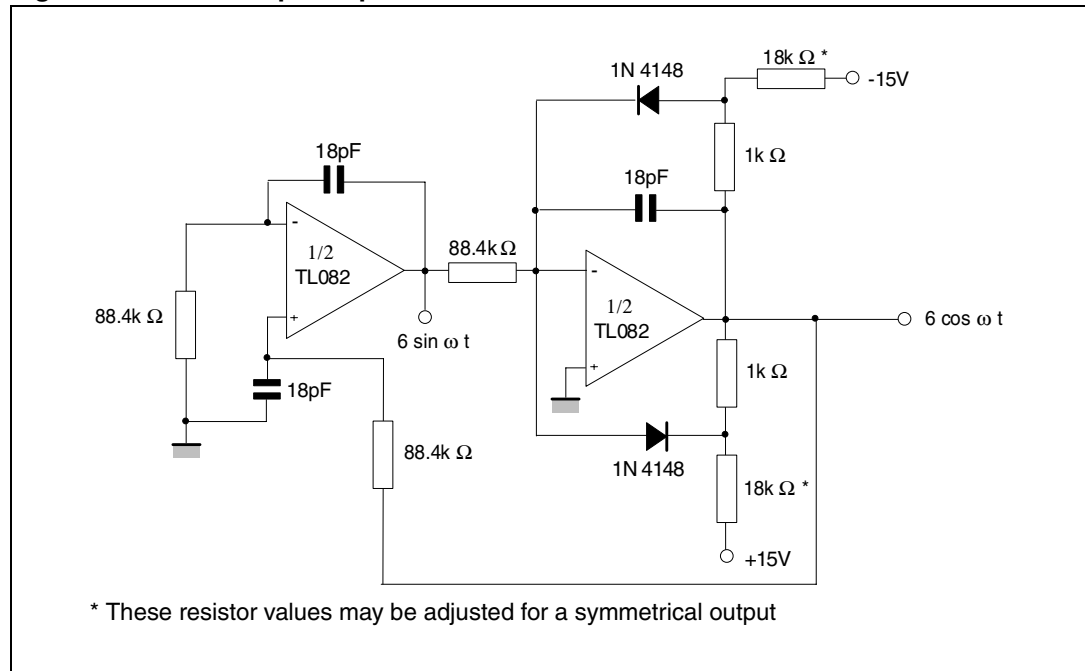 18k Ω *
1N 4148
-15V
1k Ω
18pF
18pF
-
1/2
TL082
+
88.4k Ω
88.4k Ω
6 sin ω t
-
1/2
TL082
+
6 cos ω t
18pF
1k Ω
88.4k Ω
1N 4148
18k Ω *
+15V
* These resistor values may be adjusted for a symmetrical output